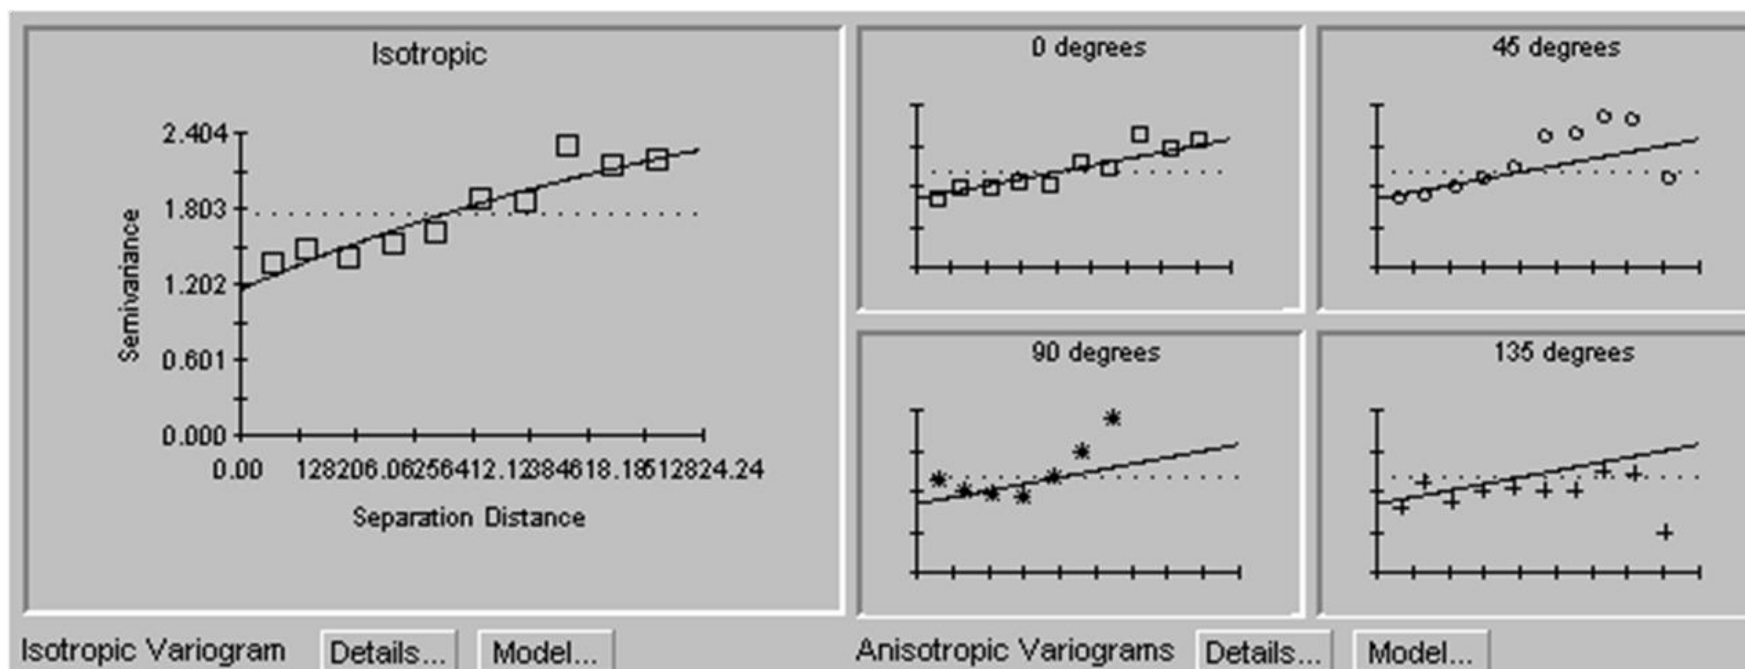 Isotropic
2.404
1.803
1.202
0.601
0.000
Semivariance
0.00 128206.06256412.12384618.18512824.24
Separation Distance
0 degrees
45 degrees
90 degrees
135 degrees
Isotropic Variogram Details... Model...
Anisotropic Variograms Details... Model...